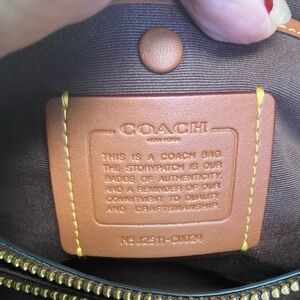 COACH
NEW YORK
THIS IS A COACH BAG
THE STORYPATCH IS OUR
BADGE OF AUTHENTICITY,
AND A REMINDER OF OUR
COMMITMENT TO QUALITY
AND CRAFTSMANSHIP.